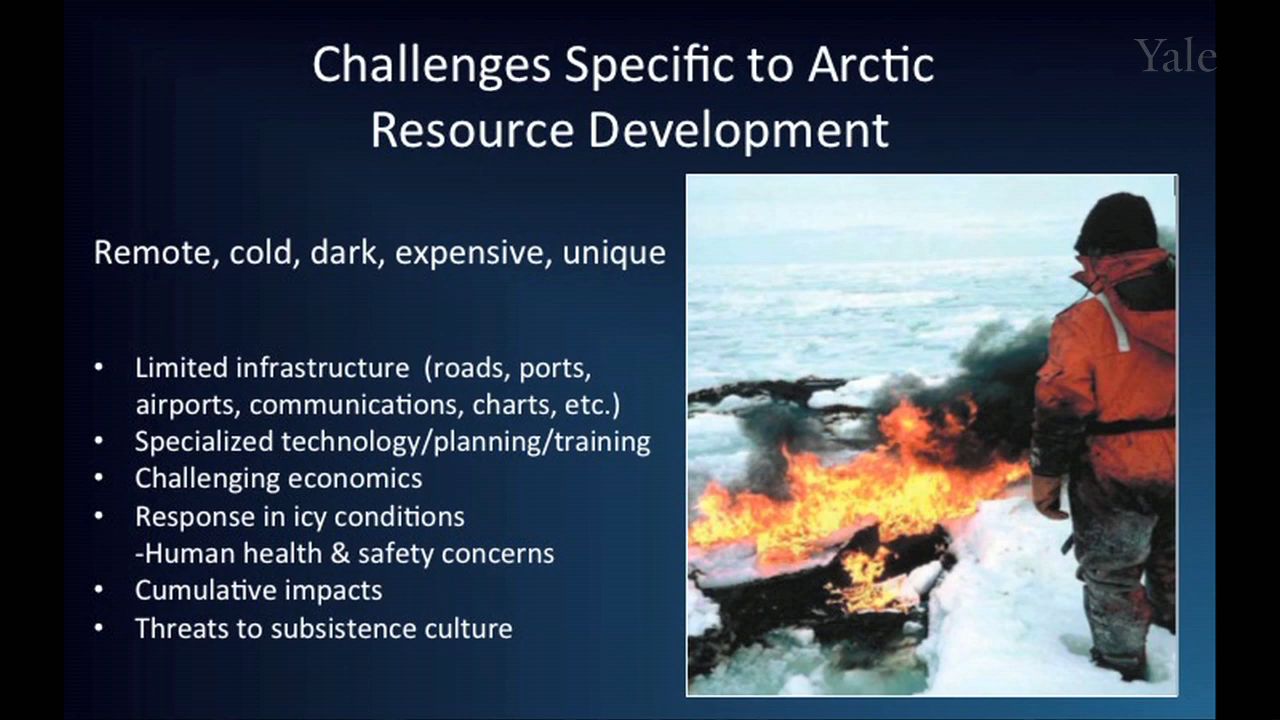 Challenges Specific to Arctic
Resource Development
Yale
Remote, cold, dark, expensive, unique
• Limited infrastructure (roads, ports,
airports, communications, charts, etc.)
• Specialized technology/planning/training
• Challenging economics
• Response in icy conditions
-Human health & safety concerns
• Cumulative impacts
• Threats to subsistence culture